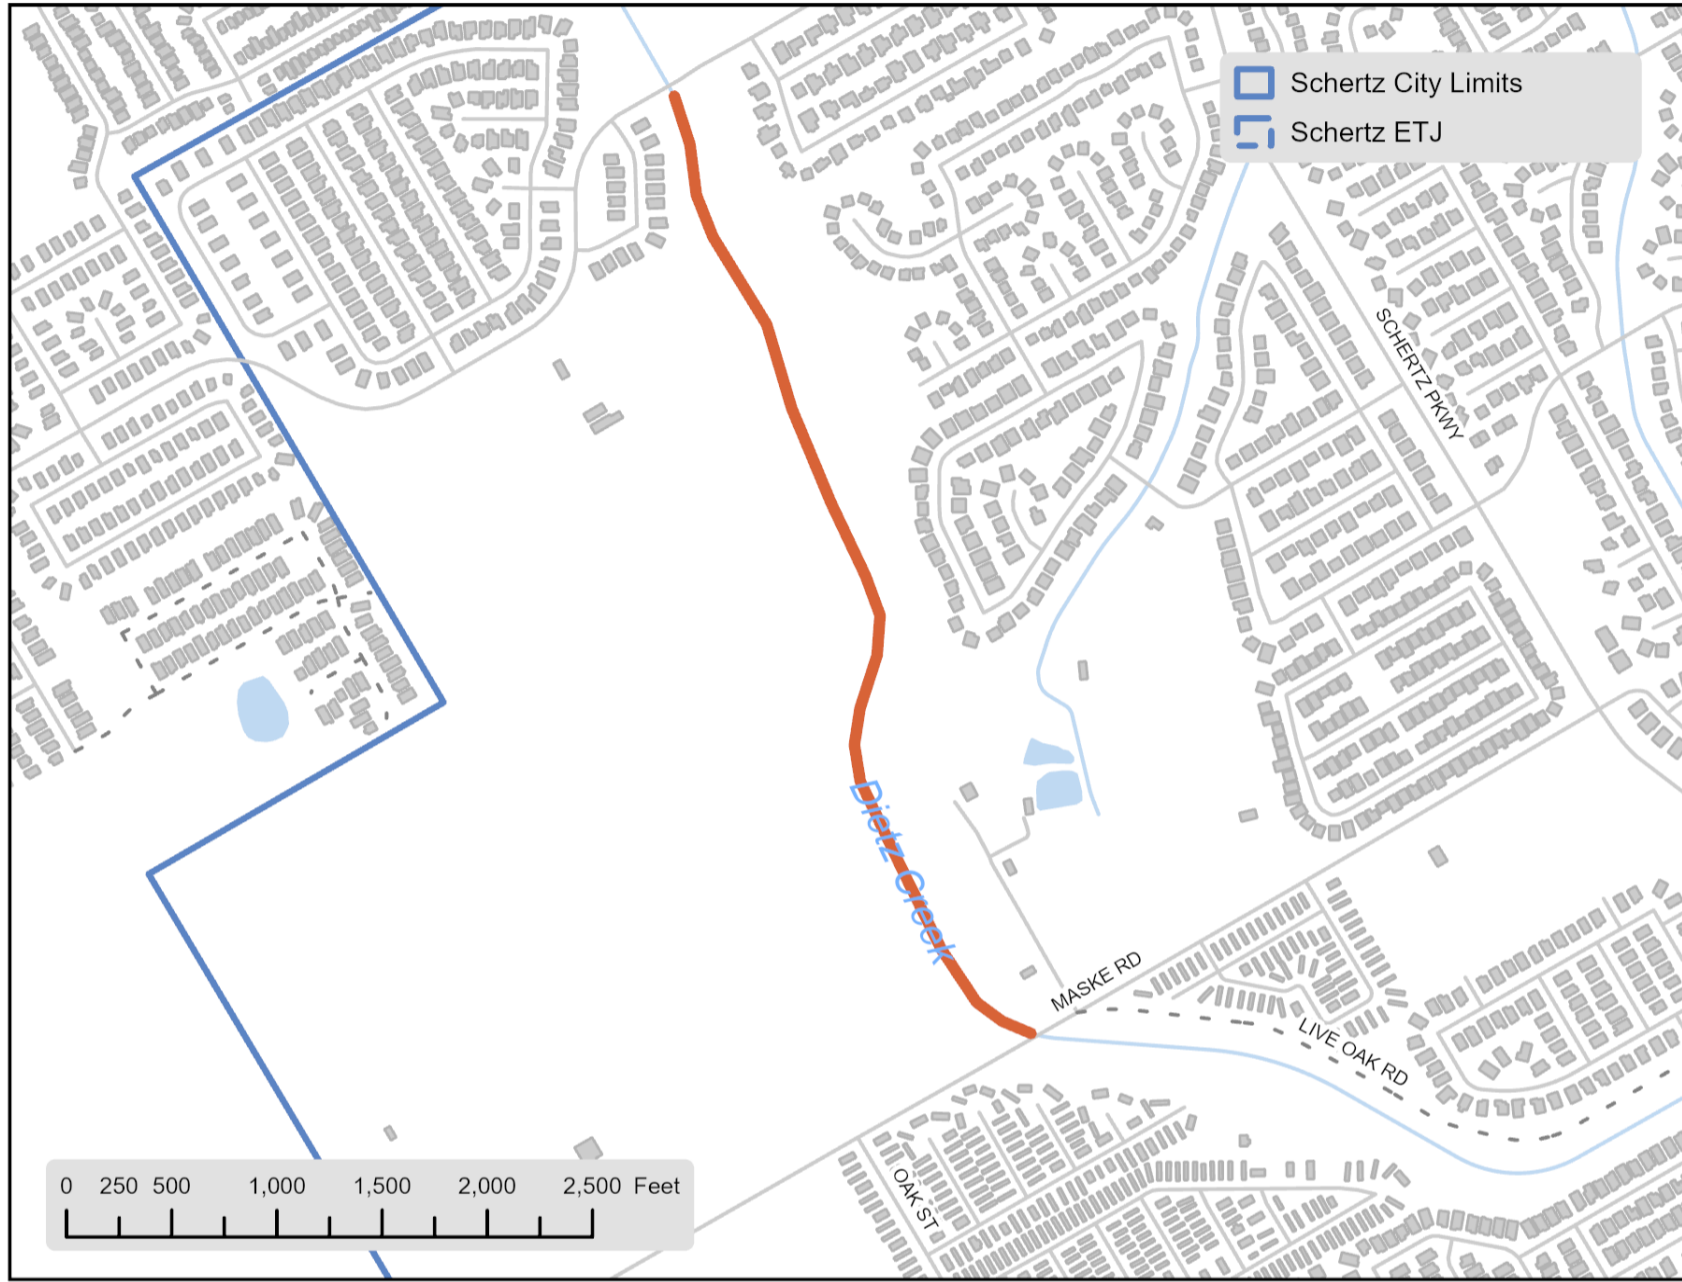 Schertz City Limits
Schertz ETJ
SCHERTZ PKWY
Dietz Creek
MASKE RD
LIVE OAK RD
OAK ST
0 250 500 1,000 1,500 2,000 2,500 Feet